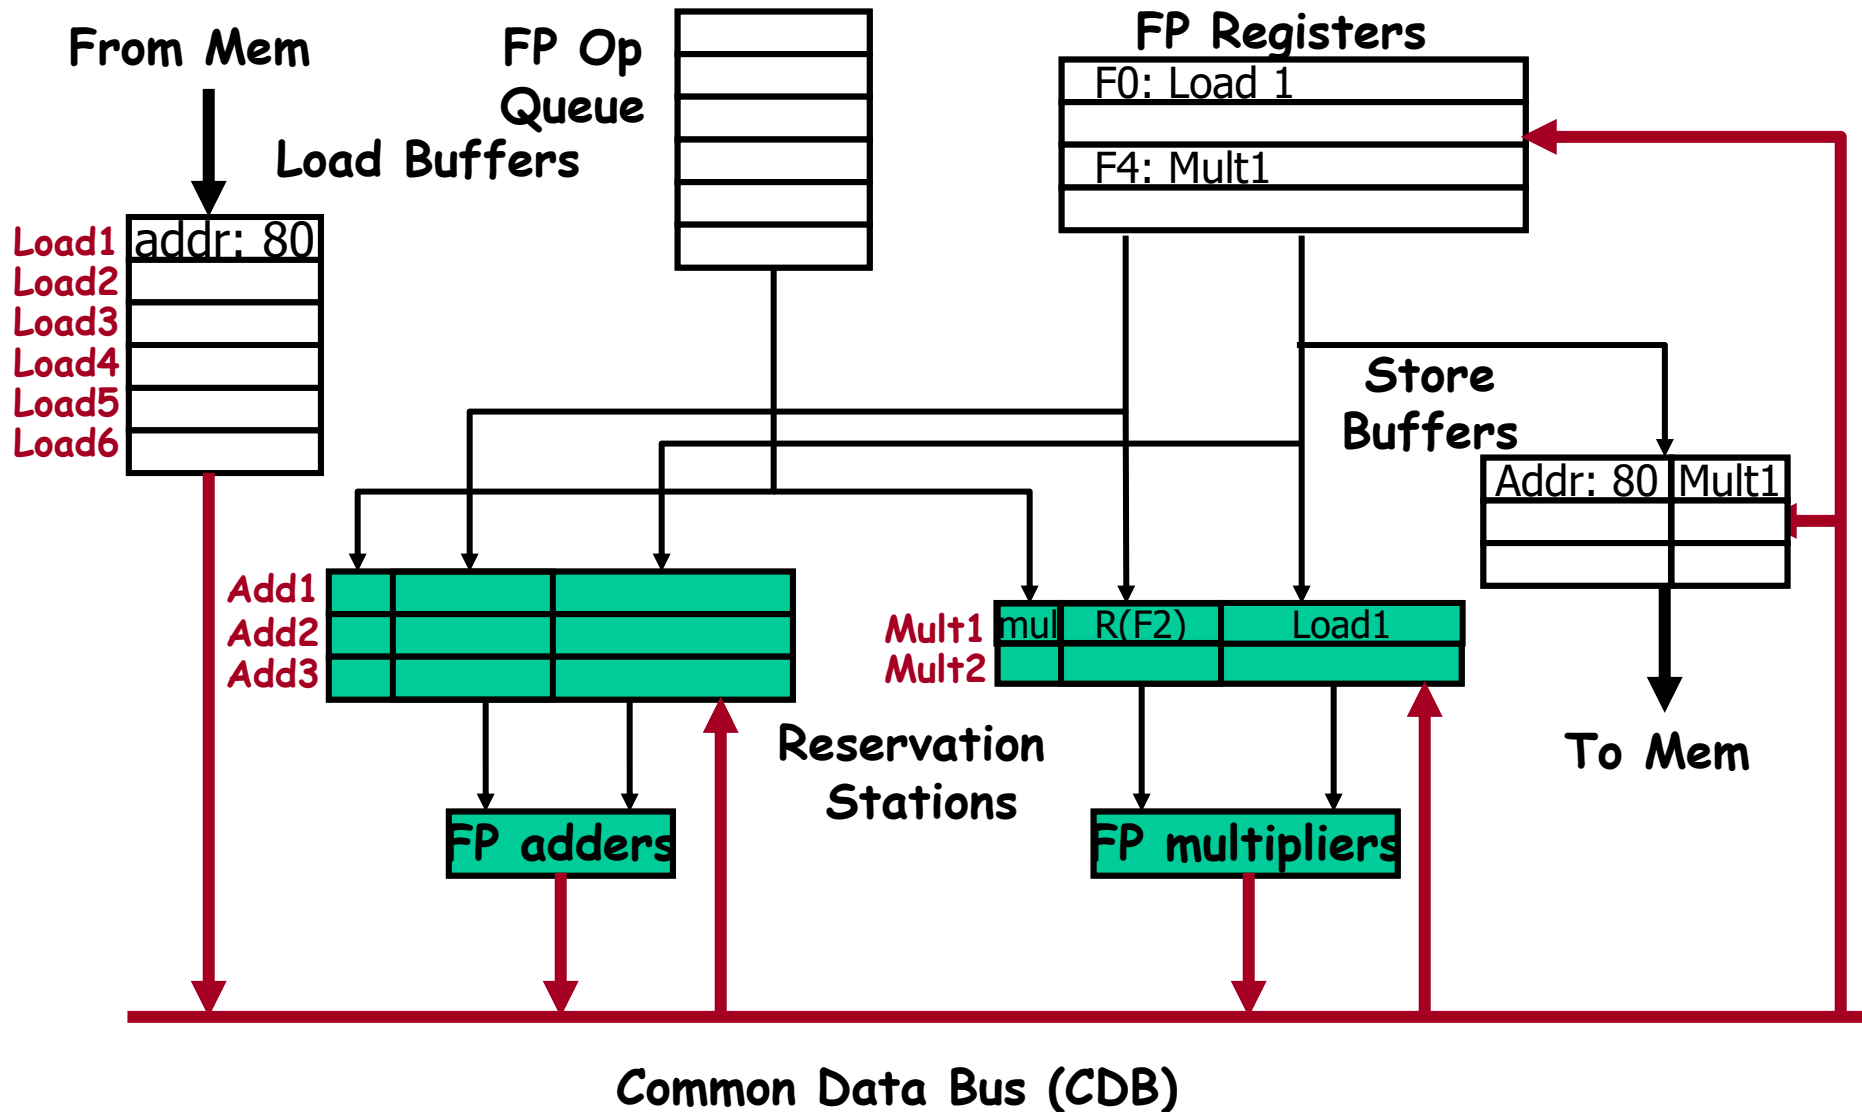 From Mem
FP Op
Queue
FP Registers
F0: Load 1
F4: Mult1
Load Buffers
Load1
addr: 80
Load2
Load3
Load4
Load5
Load6
Store
Buffers
Addr: 80
Mult1
Add1
Add2
Add3
Mult1
mul
R(F2)
Load1
Mult2
Reservation
Stations
To Mem
FP adders
FP multipliers
Common Data Bus (CDB)